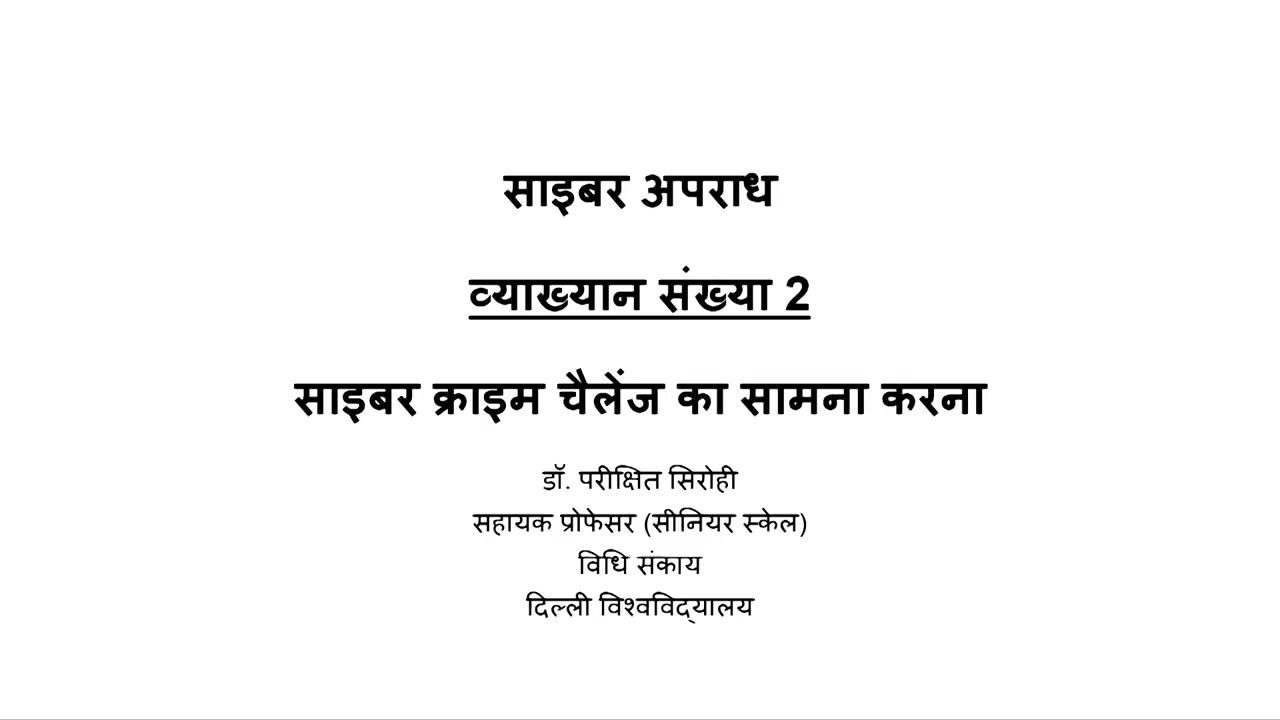 साइबर अपराध
व्याख्यान संख्या 2
साइबर क्राइम चैलेंज का सामना करना
डॉ. परीक्षित सिरोही
सहायक प्रोफेसर (सीनियर स्केल)
विधि संकाय
दिल्ली विश्वविद्यालय